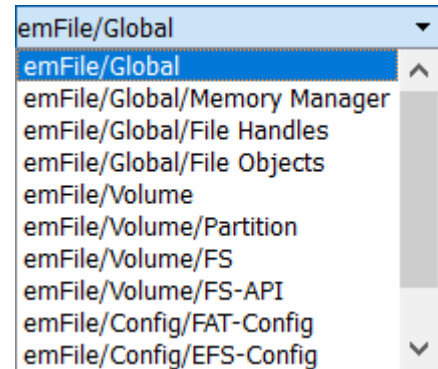 emFile/Global
emFile/Global
emFile/Global/Memory Manager
emFile/Global/File Handles
emFile/Global/File Objects
emFile/Volume
emFile/Volume/Partition
emFile/Volume/FS
emFile/Volume/FS-API
emFile/Config/FAT-Config
emFile/Config/EFS-Config